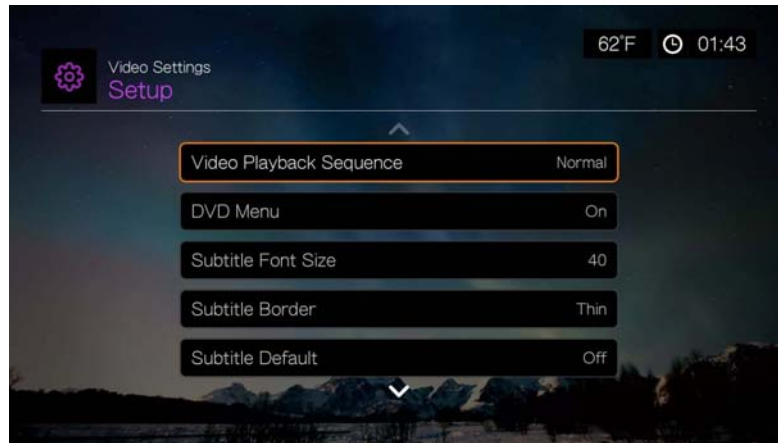 62°F 01:43
Video Settings
Setup
Video Playback Sequence Normal
DVD Menu On
Subtitle Font Size 40
Subtitle Border Thin
Subtitle Default Off